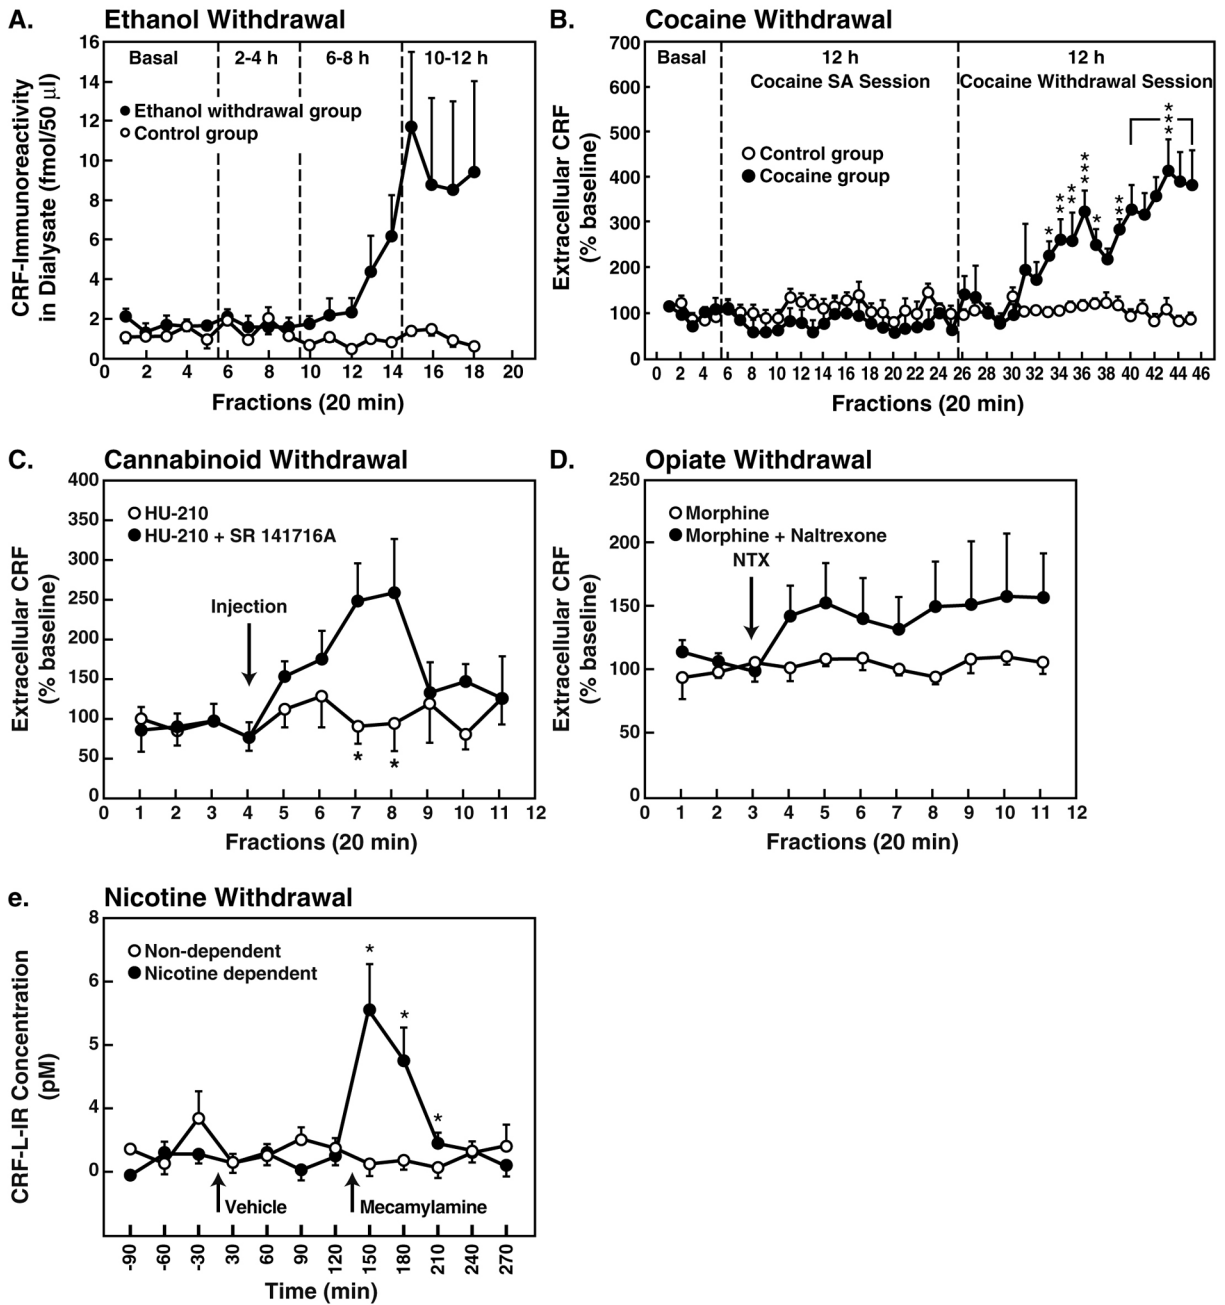 A. Ethanol Withdrawal
16
14
12
10
8
6
4
2
0
CRF-Immunoreactivity
in Dialysate (fmol/50 µl)
Basal 2-4 h 6-8 h 10-12 h
Ethanol withdrawal group
Control group
0 2 4 6 8 10 12 14 16 18 20
Fractions (20 min)
B. Cocaine Withdrawal
700
600
500
400
300
200
100
0
Extracellular CRF
(% baseline)
Basal 12 h 12 h
Cocaine SA Session Cocaine Withdrawal Session
Control group
Cocaine group
* ** ** *** * ** ***
0 2 4 6 8 10 12 14 16 18 20 22 24 26 28 30 32 34 36 38 40 42 44 46
Fractions (20 min)
C. Cannabinoid Withdrawal
400
350
300
250
200
150
100
50
0
Extracellular CRF
(% baseline)
HU-210
HU-210 + SR 141716A
Injection
* *
0 1 2 3 4 5 6 7 8 9 10 11 12
Fractions (20 min)
D. Opiate Withdrawal
250
200
150
100
50
0
Extracellular CRF
(% baseline)
Morphine
Morphine + Naltrexone
NTX
0 1 2 3 4 5 6 7 8 9 10 11 12
Fractions (20 min)
e. Nicotine Withdrawal
8
6
5
4
0
CRF-L-IR Concentration
(pM)
Non-dependent
Nicotine dependent
* * *
Vehicle Mecamylamine
-90 -60 -30 30 60 90 120 150 180 210 240 270
Time (min)